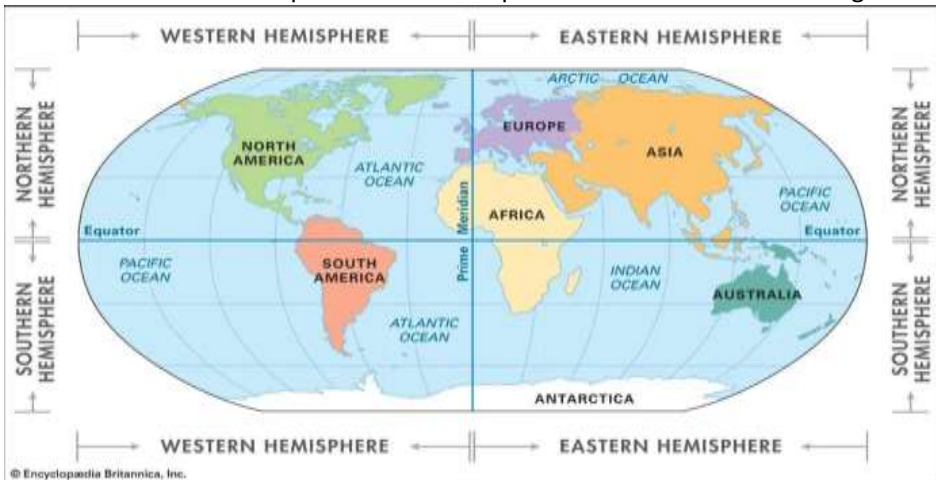 WESTERN HEMISPHERE
EASTERN HEMISPHERE
NORTHERN
HEMISPHERE
NORTHERN
HEMISPHERE
ARCTIC OCEAN
NORTH
AMERICA
EUROPE
ASIA
ATLANTIC
OCEAN
PACIFIC
OCEAN
AFRICA
Prime Meridian
Equator
Equator
PACIFIC
OCEAN
SOUTH
AMERICA
INDIAN
OCEAN
AUSTRALIA
ATLANTIC
OCEAN
ANTARCTICA
SOUTHERN
HEMISPHERE
SOUTHERN
HEMISPHERE
WESTERN HEMISPHERE
EASTERN HEMISPHERE
© Encyclopædia Britannica, Inc.